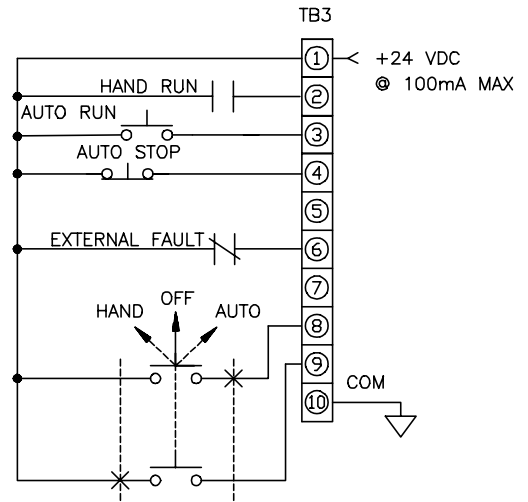 TB3
1
+24 VDC
@ 100mA MAX
HAND RUN
2
AUTO RUN
3
AUTO STOP
4
5
EXTERNAL FAULT
6
7
OFF
HAND
AUTO
8
9
COM
10